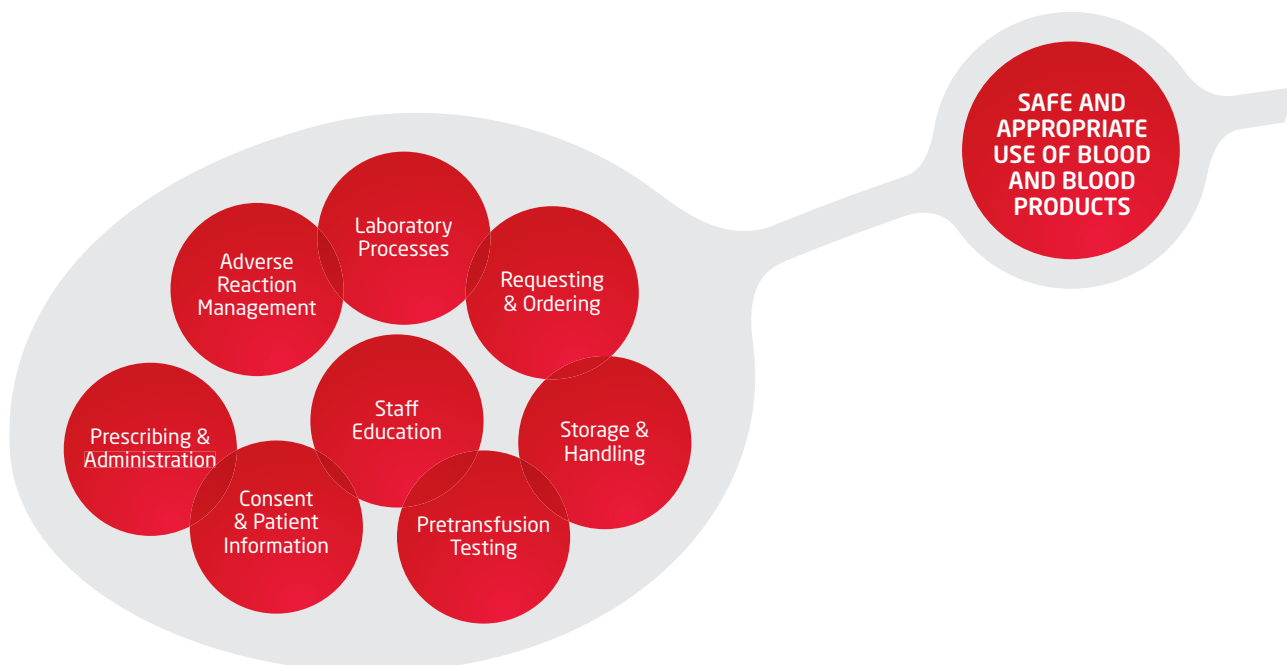 SAFE AND
APPROPRIATE
USE OF BLOOD
AND BLOOD
PRODUCTS
Laboratory
Processes
Adverse
Reaction
Management
Requesting
& Ordering
Staff
Education
Storage &
Handling
Prescribing &
Administration
Consent
& Patient
Information
Pretransfusion
Testing